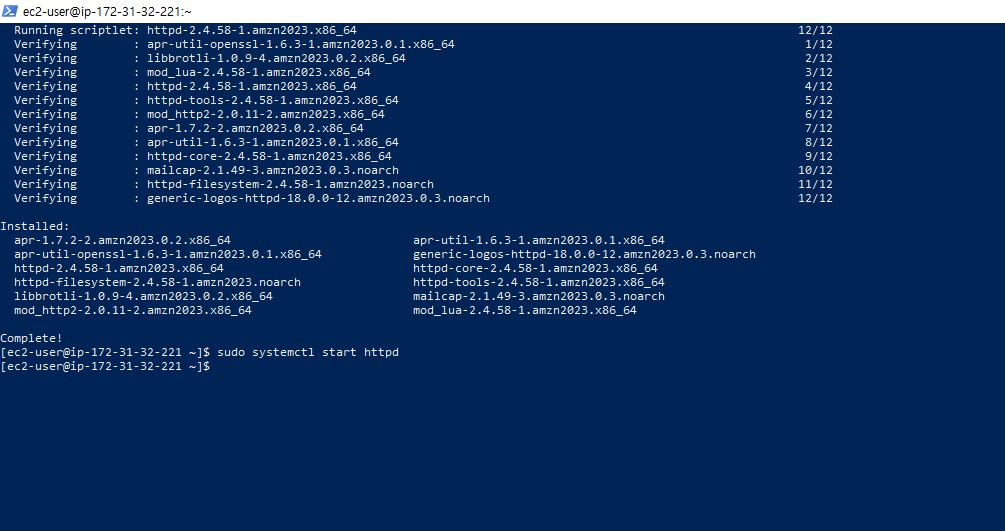 ec2-user@ip-172-31-32-221:~
Running scriptlet: httpd-2.4.58-1.amzn2023.x86_64 12/12
Verifying : apr-util-openssl-1.6.3-1.amzn2023.0.1.x86_64 1/12
Verifying : libbrotli-1.0.9-4.amzn2023.0.2.x86_64 2/12
Verifying : mod_lua-2.4.58-1.amzn2023.x86_64 3/12
Verifying : httpd-2.4.58-1.amzn2023.x86_64 4/12
Verifying : httpd-tools-2.4.58-1.amzn2023.x86_64 5/12
Verifying : mod_http2-2.0.11-2.amzn2023.x86_64 6/12
Verifying : apr-1.7.2-2.amzn2023.0.2.x86_64 7/12
Verifying : apr-util-1.6.3-1.amzn2023.0.1.x86_64 8/12
Verifying : httpd-core-2.4.58-1.amzn2023.x86_64 9/12
Verifying : mailcap-2.1.49-3.amzn2023.0.3.noarch 10/12
Verifying : httpd-filesystem-2.4.58-1.amzn2023.noarch 11/12
Verifying : generic-logos-httpd-18.0.0-12.amzn2023.0.3.noarch 12/12
Installed:
apr-1.7.2-2.amzn2023.0.2.x86_64 apr-util-1.6.3-1.amzn2023.0.1.x86_64
apr-util-openssl-1.6.3-1.amzn2023.0.1.x86_64 generic-logos-httpd-18.0.0-12.amzn2023.0.3.noarch
httpd-2.4.58-1.amzn2023.x86_64 httpd-core-2.4.58-1.amzn2023.x86_64
httpd-filesystem-2.4.58-1.amzn2023.noarch httpd-tools-2.4.58-1.amzn2023.x86_64
libbrotli-1.0.9-4.amzn2023.0.2.x86_64 mailcap-2.1.49-3.amzn2023.0.3.noarch
mod_http2-2.0.11-2.amzn2023.x86_64 mod_lua-2.4.58-1.amzn2023.x86_64
Complete!
[ec2-user@ip-172-31-32-221 ~]$ sudo systemctl start httpd
[ec2-user@ip-172-31-32-221 ~]$